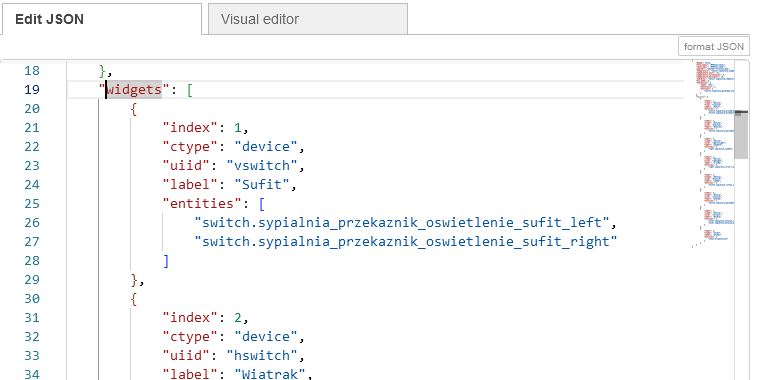 Edit JSON
Visual editor
format JSON
18 },
19 "widgets": [
20 {
21 "index": 1,
22 "ctype": "device",
23 "uiid": "vswitch",
24 "label": "Sufit",
25 "entities": [
26 "switch.sypialnia_przekaznik_oswietlenie_sufit_left",
27 "switch.sypialnia_przekaznik_oswietlenie_sufit_right"
28 ]
29 },
30 {
31 "index": 2,
32 "ctype": "device",
33 "uiid": "hswitch",
34 "label": "Wiatrak",